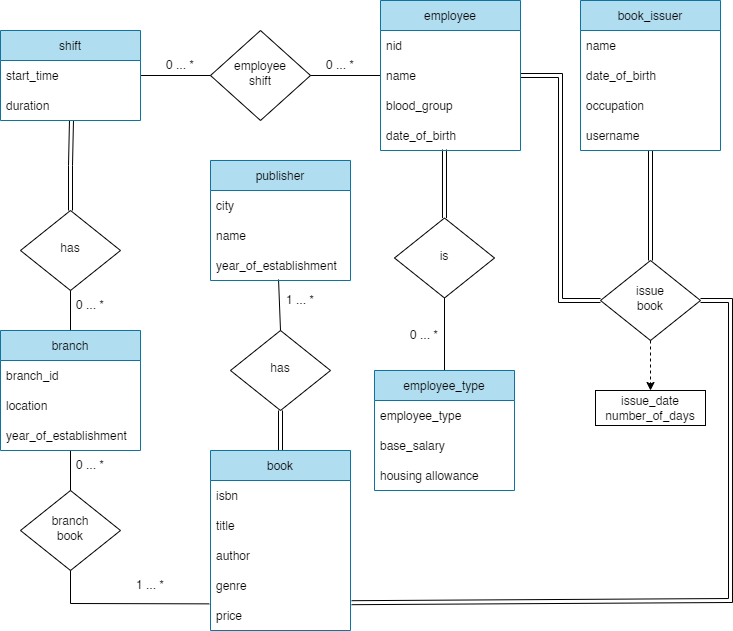 shift
start_time
duration
0 ... *
employee
shift
0 ... *
employee
nid
name
blood_group
date_of_birth
book_issuer
name
date_of_birth
occupation
username
publisher
city
name
year_of_establishment
has
0 ... *
is
0 ... *
issue
book
issue_date
number_of_days
1 ... *
has
branch
branch_id
location
year_of_establishment
employee_type
employee_type
base_salary
housing allowance
0 ... *
branch
book
1 ... *
book
isbn
title
author
genre
price